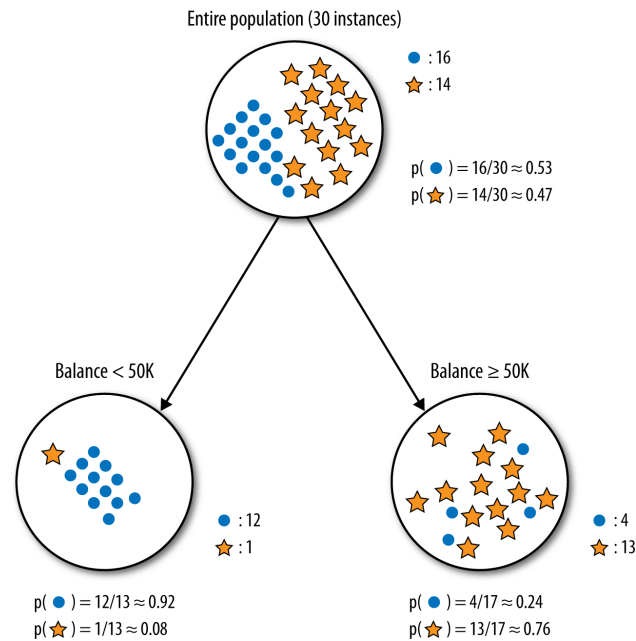 Entire population (30 instances)
● : 16
★ : 14
p( ● ) = 16/30 ≈ 0.53
p( ★ ) = 14/30 ≈ 0.47
Balance < 50K
Balance ≥ 50K
● : 12
★ : 1
● : 4
★ : 13
p( ● ) = 12/13 ≈ 0.92
p( ★ ) = 1/13 ≈ 0.08
p( ● ) = 4/17 ≈ 0.24
p( ★ ) = 13/17 ≈ 0.76